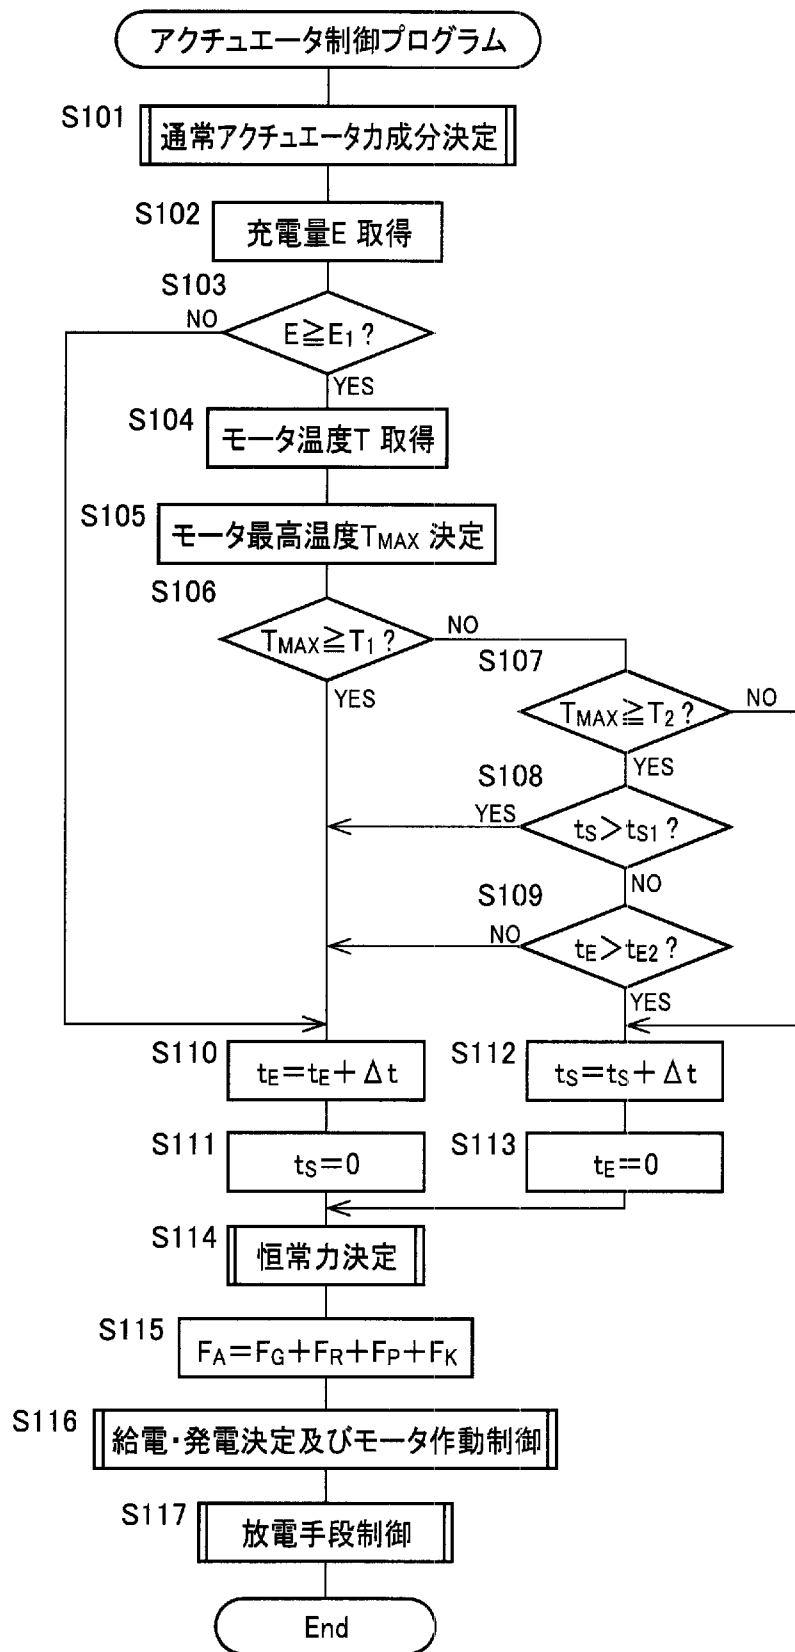 アクチュエータ制御プログラム
S101
通常アクチュエータ力成分決定
S102
充電量E 取得
S103
NO
E≧E1?
YES
S104
モータ温度T 取得
S105
モータ最高温度TMAX 決定
S106
TMAX≧T1?
NO
YES
S107
TMAX≧T2?
NO
YES
S108
YES
tS>tS1?
NO
S109
NO
tE>tE2?
YES
S110
tE=tE+Δt
S112
tS=tS+Δt
S111
tS=0
S113
tE=0
S114
恒常力決定
S115
FA=FG+FR+FP+FK
S116
給電・発電決定及びモータ作動制御
S117
放電手段制御
End